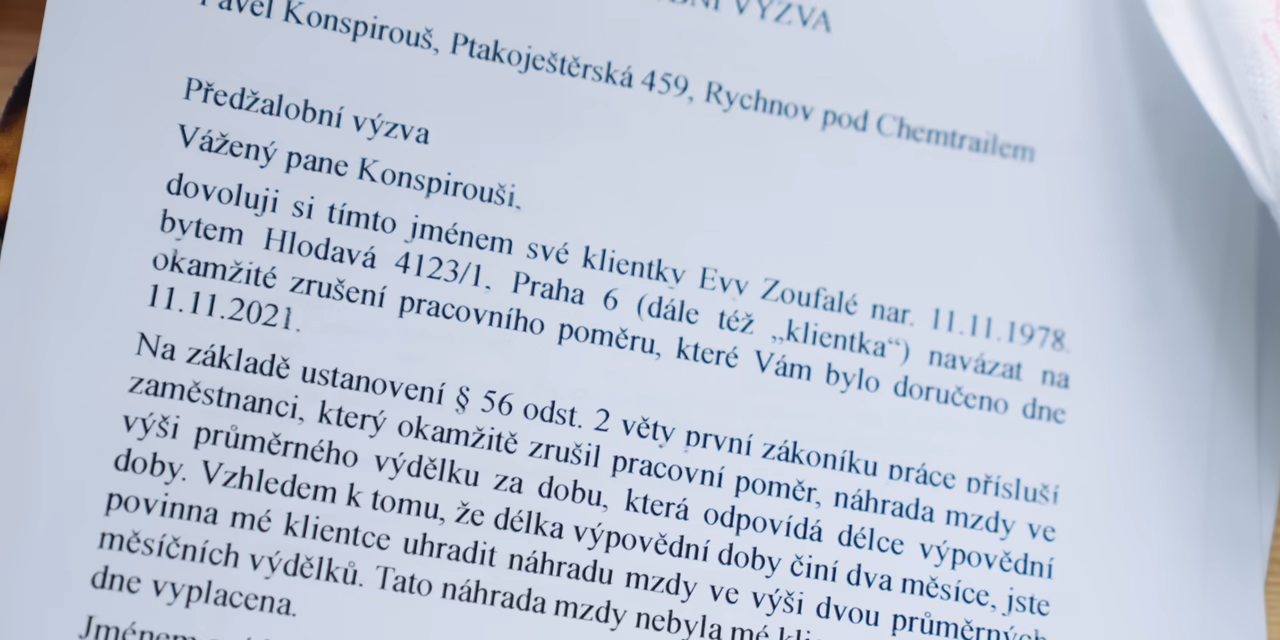 VÝZVA
Pavel Konspirouš, Ptakoještěrská 459, Rychnov pod Chemtrailem
Předžalobní výzva
Vážený pane Konspirouši,
dovoluji si tímto jménem své klientky Evy Zoufalé nar. 11.11.1978,
bytem Hlodavá 4123/1, Praha 6 (dále též „klientka“) navázat na
okamžité zrušení pracovního poměru, které Vám bylo doručeno dne
11.11.2021.
Na základě ustanovení § 56 odst. 2 věty první zákoníku práce přísluší
zaměstnanci, který okamžitě zrušil pracovní poměr, náhrada mzdy ve
výši průměrného výdělku za dobu, která odpovídá délce výpovědní
doby. Vzhledem k tomu, že délka výpovědní doby činí dva měsíce, jste
povinna mé klientce uhradit náhradu mzdy ve výši dvou průměrných
měsíčních výdělků. Tato náhrada mzdy nebyla mé
dne vyplacena.
Jménem